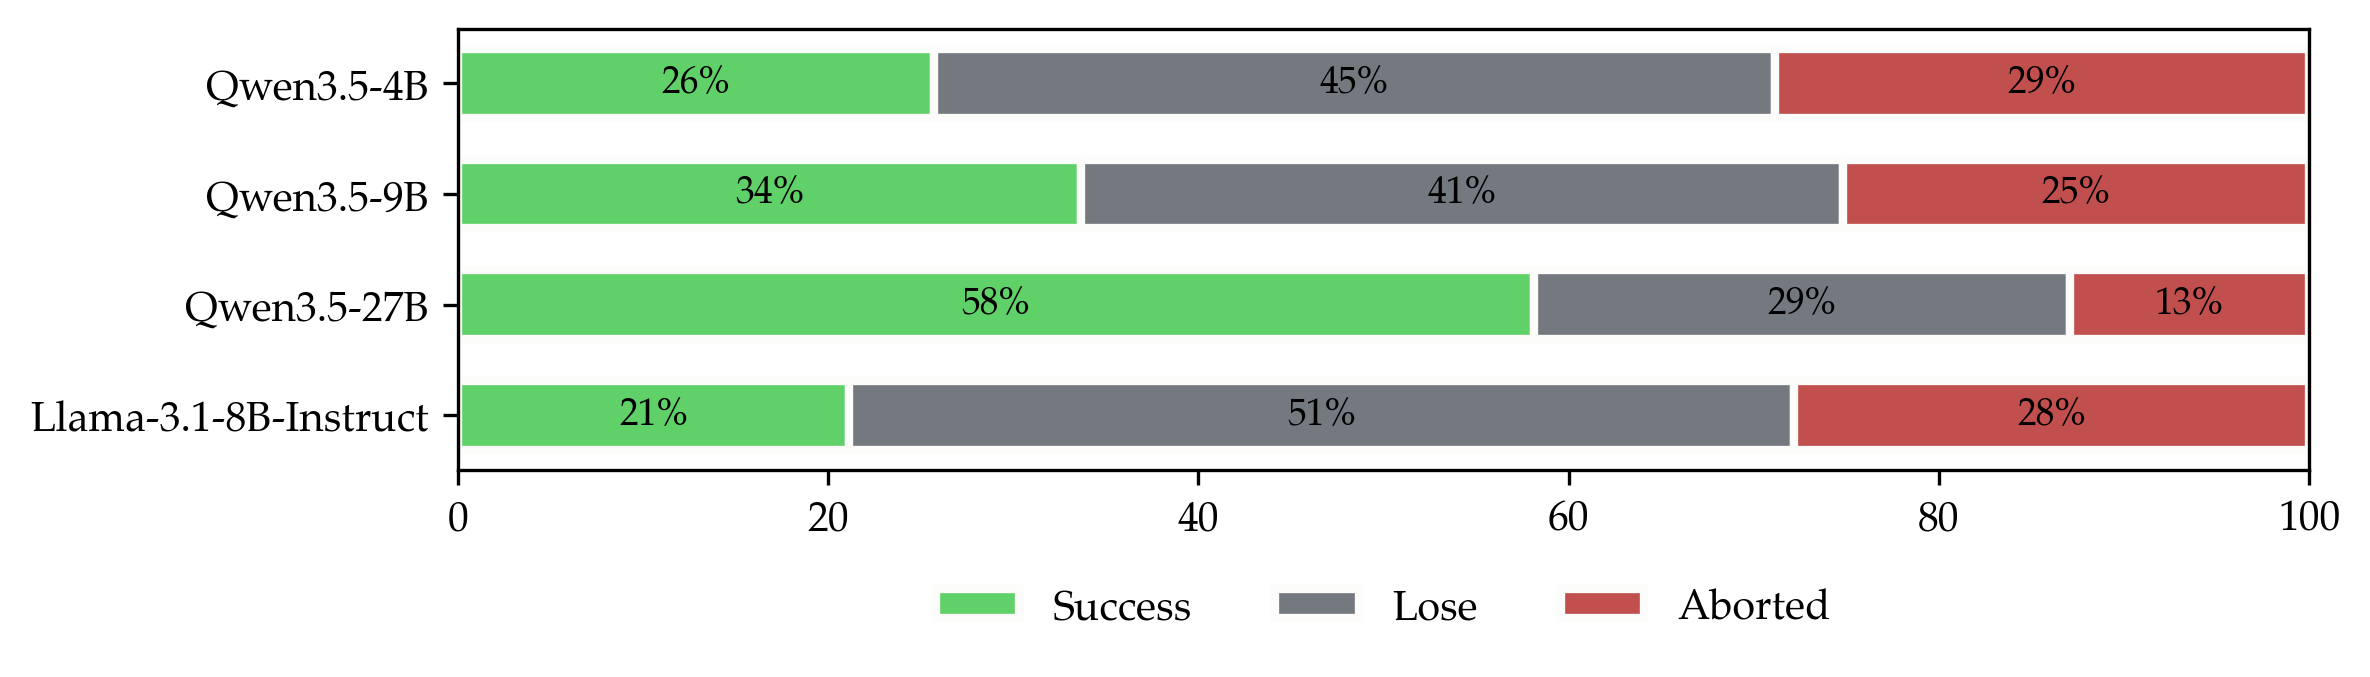 Qwen3.5-4B 26% 45% 29%
Qwen3.5-9B 34% 41% 25%
Qwen3.5-27B 58% 29% 13%
Llama-3.1-8B-Instruct 21% 51% 28%
0 20 40 60 80 100
Success Lose Aborted